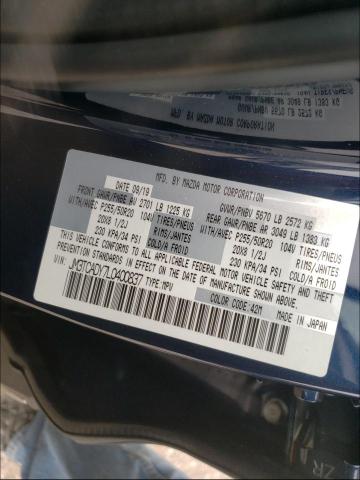 MFD. BY MAZDA MOTOR CORPORATION
DATE 09/19
GVWR/PNBV 5670 LB 2572 KG
FRONT GAWR/PNBE AV 2701 LB 1225 KG
REAR GAWR/PNBE AR 3049 LB 1383 KG
WITH/AVEC P255/50R20 104V TIRES/PNEUS
WITH/AVEC P255/50R20 104V TIRES/PNEUS
20X8 1/2J
20X8 1/2J
230 KPA/34 PSI COLD/A FROID
230 KPA/34 PSI COLD/A FROID
THIS VEHICLE CONFORMS TO ALL APPLICABLE FEDERAL MOTOR VEHICLE SAFETY AND THEFT
PREVENTION STANDARDS IN EFFECT ON THE DATE OF MANUFACTURE SHOWN ABOVE.
VIN: JM3TCADY7L0400837 TYPE:MPV
COLOR CODE:42M
MADE IN JAPAN